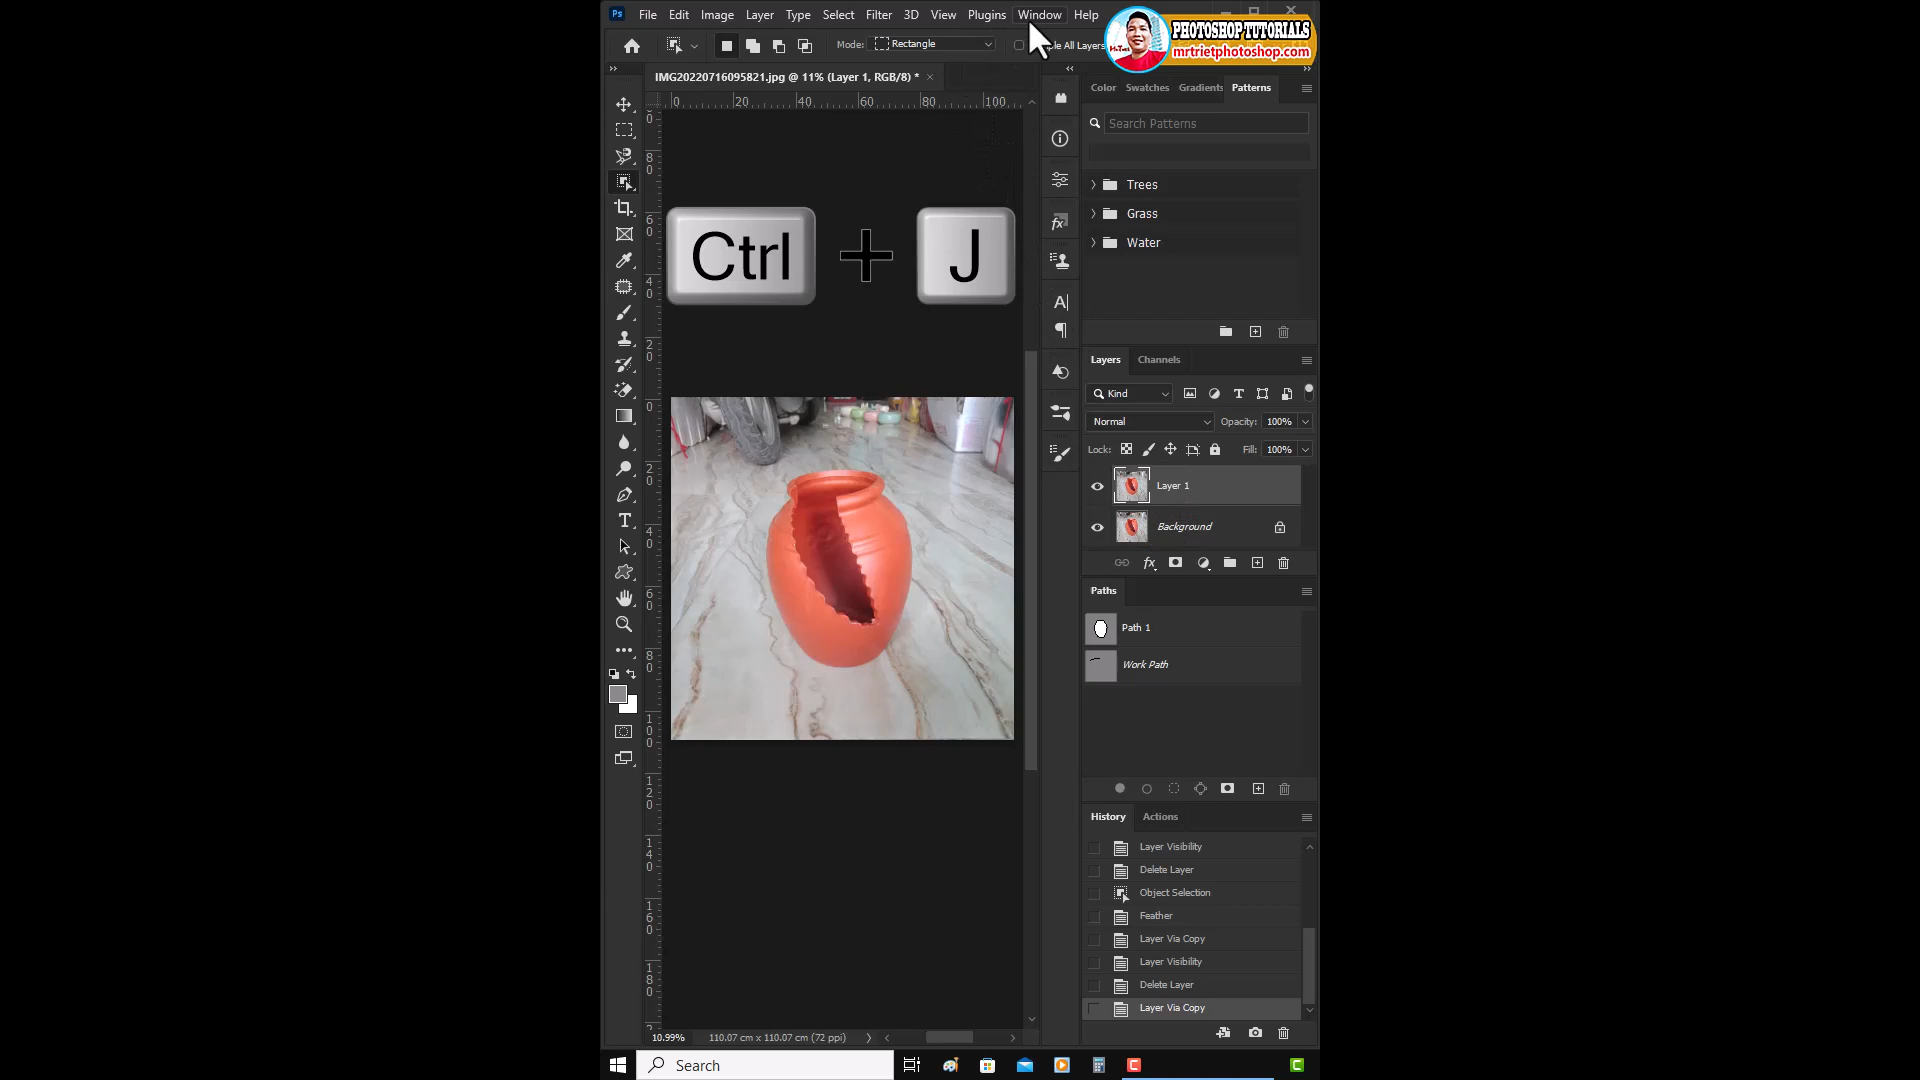 Ps File Edit Image Layer Type Select Filter 3D View Plugins Window Help
PHOTOSHOP TUTORIALS
mrtrietphotoshop.com
Mode: Rectangle All Layers
IMG20220716095821.jpg @ 11% (Layer 1, RGB/8) * ×
0 20 40 60 80 100
Color Swatches Gradients Patterns
Search Patterns
Trees
Grass
Water
Ctrl + J
Layers Channels
Kind
Normal Opacity: 100%
Lock: Fill: 100%
Layer 1
Background
Paths
Path 1
Work Path
History Actions
Layer Visibility
Delete Layer
Object Selection
Feather
Layer Via Copy
Layer Visibility
Delete Layer
Layer Via Copy
10.99% 110.07 cm x 110.07 cm (72 ppi)
Search